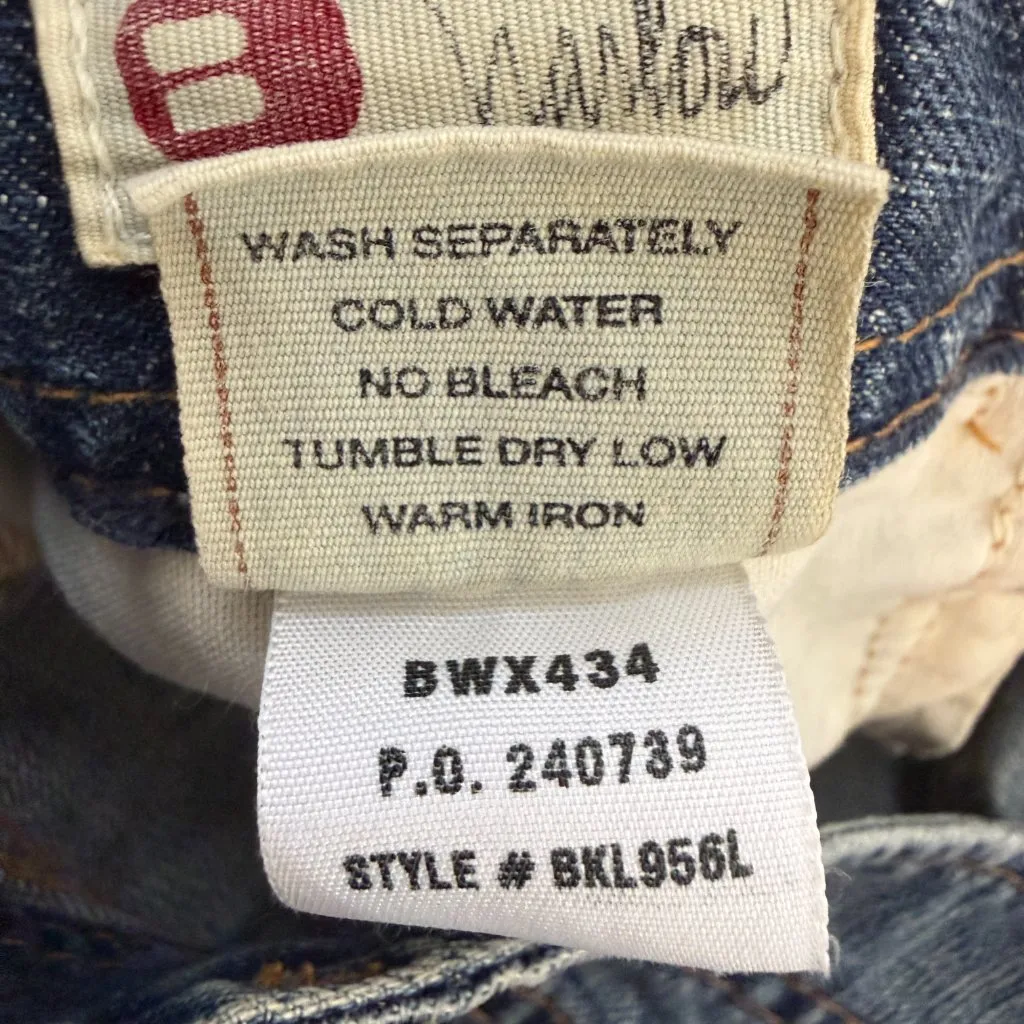 WASH SEPARATELY
COLD WATER
NO BLEACH
TUMBLE DRY LOW
WARM IRON
BWX434
P.O. 240739
STYLE # BKL956L